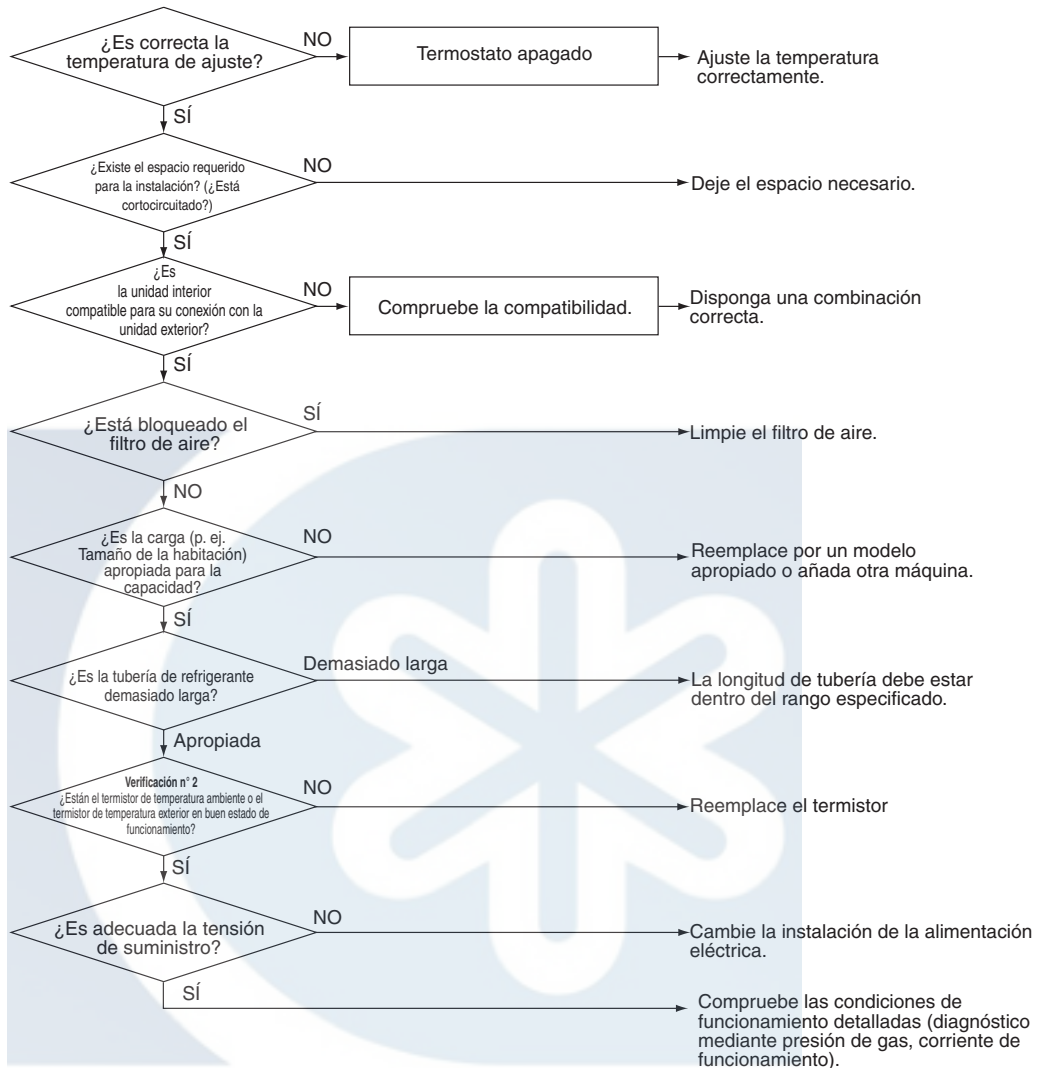 ¿Es correcta la
temperatura de ajuste?
NO
Termostato apagado
Ajuste la temperatura
correctamente.
SÍ
¿Existe el espacio requerido
para la instalación? (¿Está
cortocircuitado?)
NO
Deje el espacio necesario.
SÍ
¿Es
la unidad interior
compatible para su conexión con la
unidad exterior?
NO
Compruebe la compatibilidad.
Disponga una combinación
correcta.
SÍ
¿Está bloqueado el
filtro de aire?
SÍ
Limpie el filtro de aire.
NO
¿Es la carga (p. ej.
Tamaño de la habitación)
apropiada para la
capacidad?
NO
Reemplace por un modelo
apropiado o añada otra máquina.
SÍ
¿Es la tubería de refrigerante
demasiado larga?
Demasiado larga
La longitud de tubería debe estar
dentro del rango especificado.
Apropiada
Verificación n° 2
¿Están el termistor de temperatura ambiente o el
termistor de temperatura exterior en buen estado de
funcionamiento?
NO
Reemplace el termistor
SÍ
¿Es adecuada la tensión
de suministro?
NO
Cambie la instalación de la alimentación
eléctrica.
SÍ
Compruebe las condiciones de
funcionamiento detalladas (diagnóstico
mediante presión de gas, corriente de
funcionamiento).